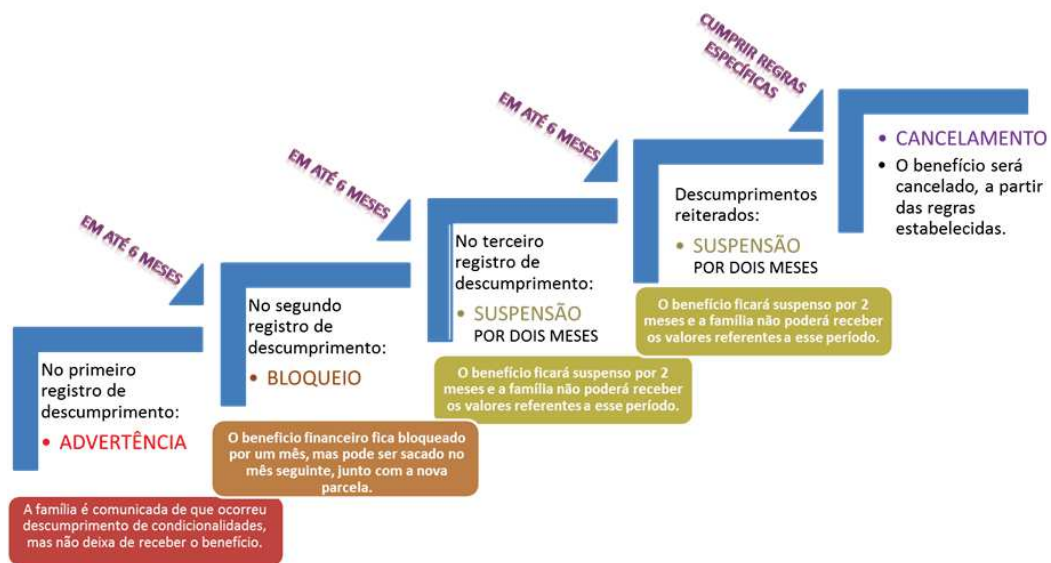 EM ATÉ 6 MESES
No primeiro
registro de
descumprimento:
• ADVERTÊNCIA
A família é comunicada de que ocorreu
descumprimento de condicionalidades,
mas não deixa de receber o benefício.
EM ATÉ 6 MESES
No segundo
registro de
descumprimento:
• BLOQUEIO
O beneficio financeiro fica bloqueado
por um mês, mas pode ser sacado no
mês seguinte, junto com a nova
parcela.
EM ATÉ 6 MESES
No terceiro
registro de
descumprimento:
• SUSPENSÃO
POR DOIS MESES
O benefício ficará suspenso por 2
meses e a família não poderá receber
os valores referentes a esse período.
CUMPRIR REGRAS
ESPECÍFICAS
Descumprimentos
reiterados:
• SUSPENSÃO
POR DOIS MESES
O benefício ficará suspenso por 2
meses e a família não poderá receber
os valores referentes a esse período.
• CANCELAMENTO
• O benefício será
cancelado, a partir
das regras
estabelecidas.